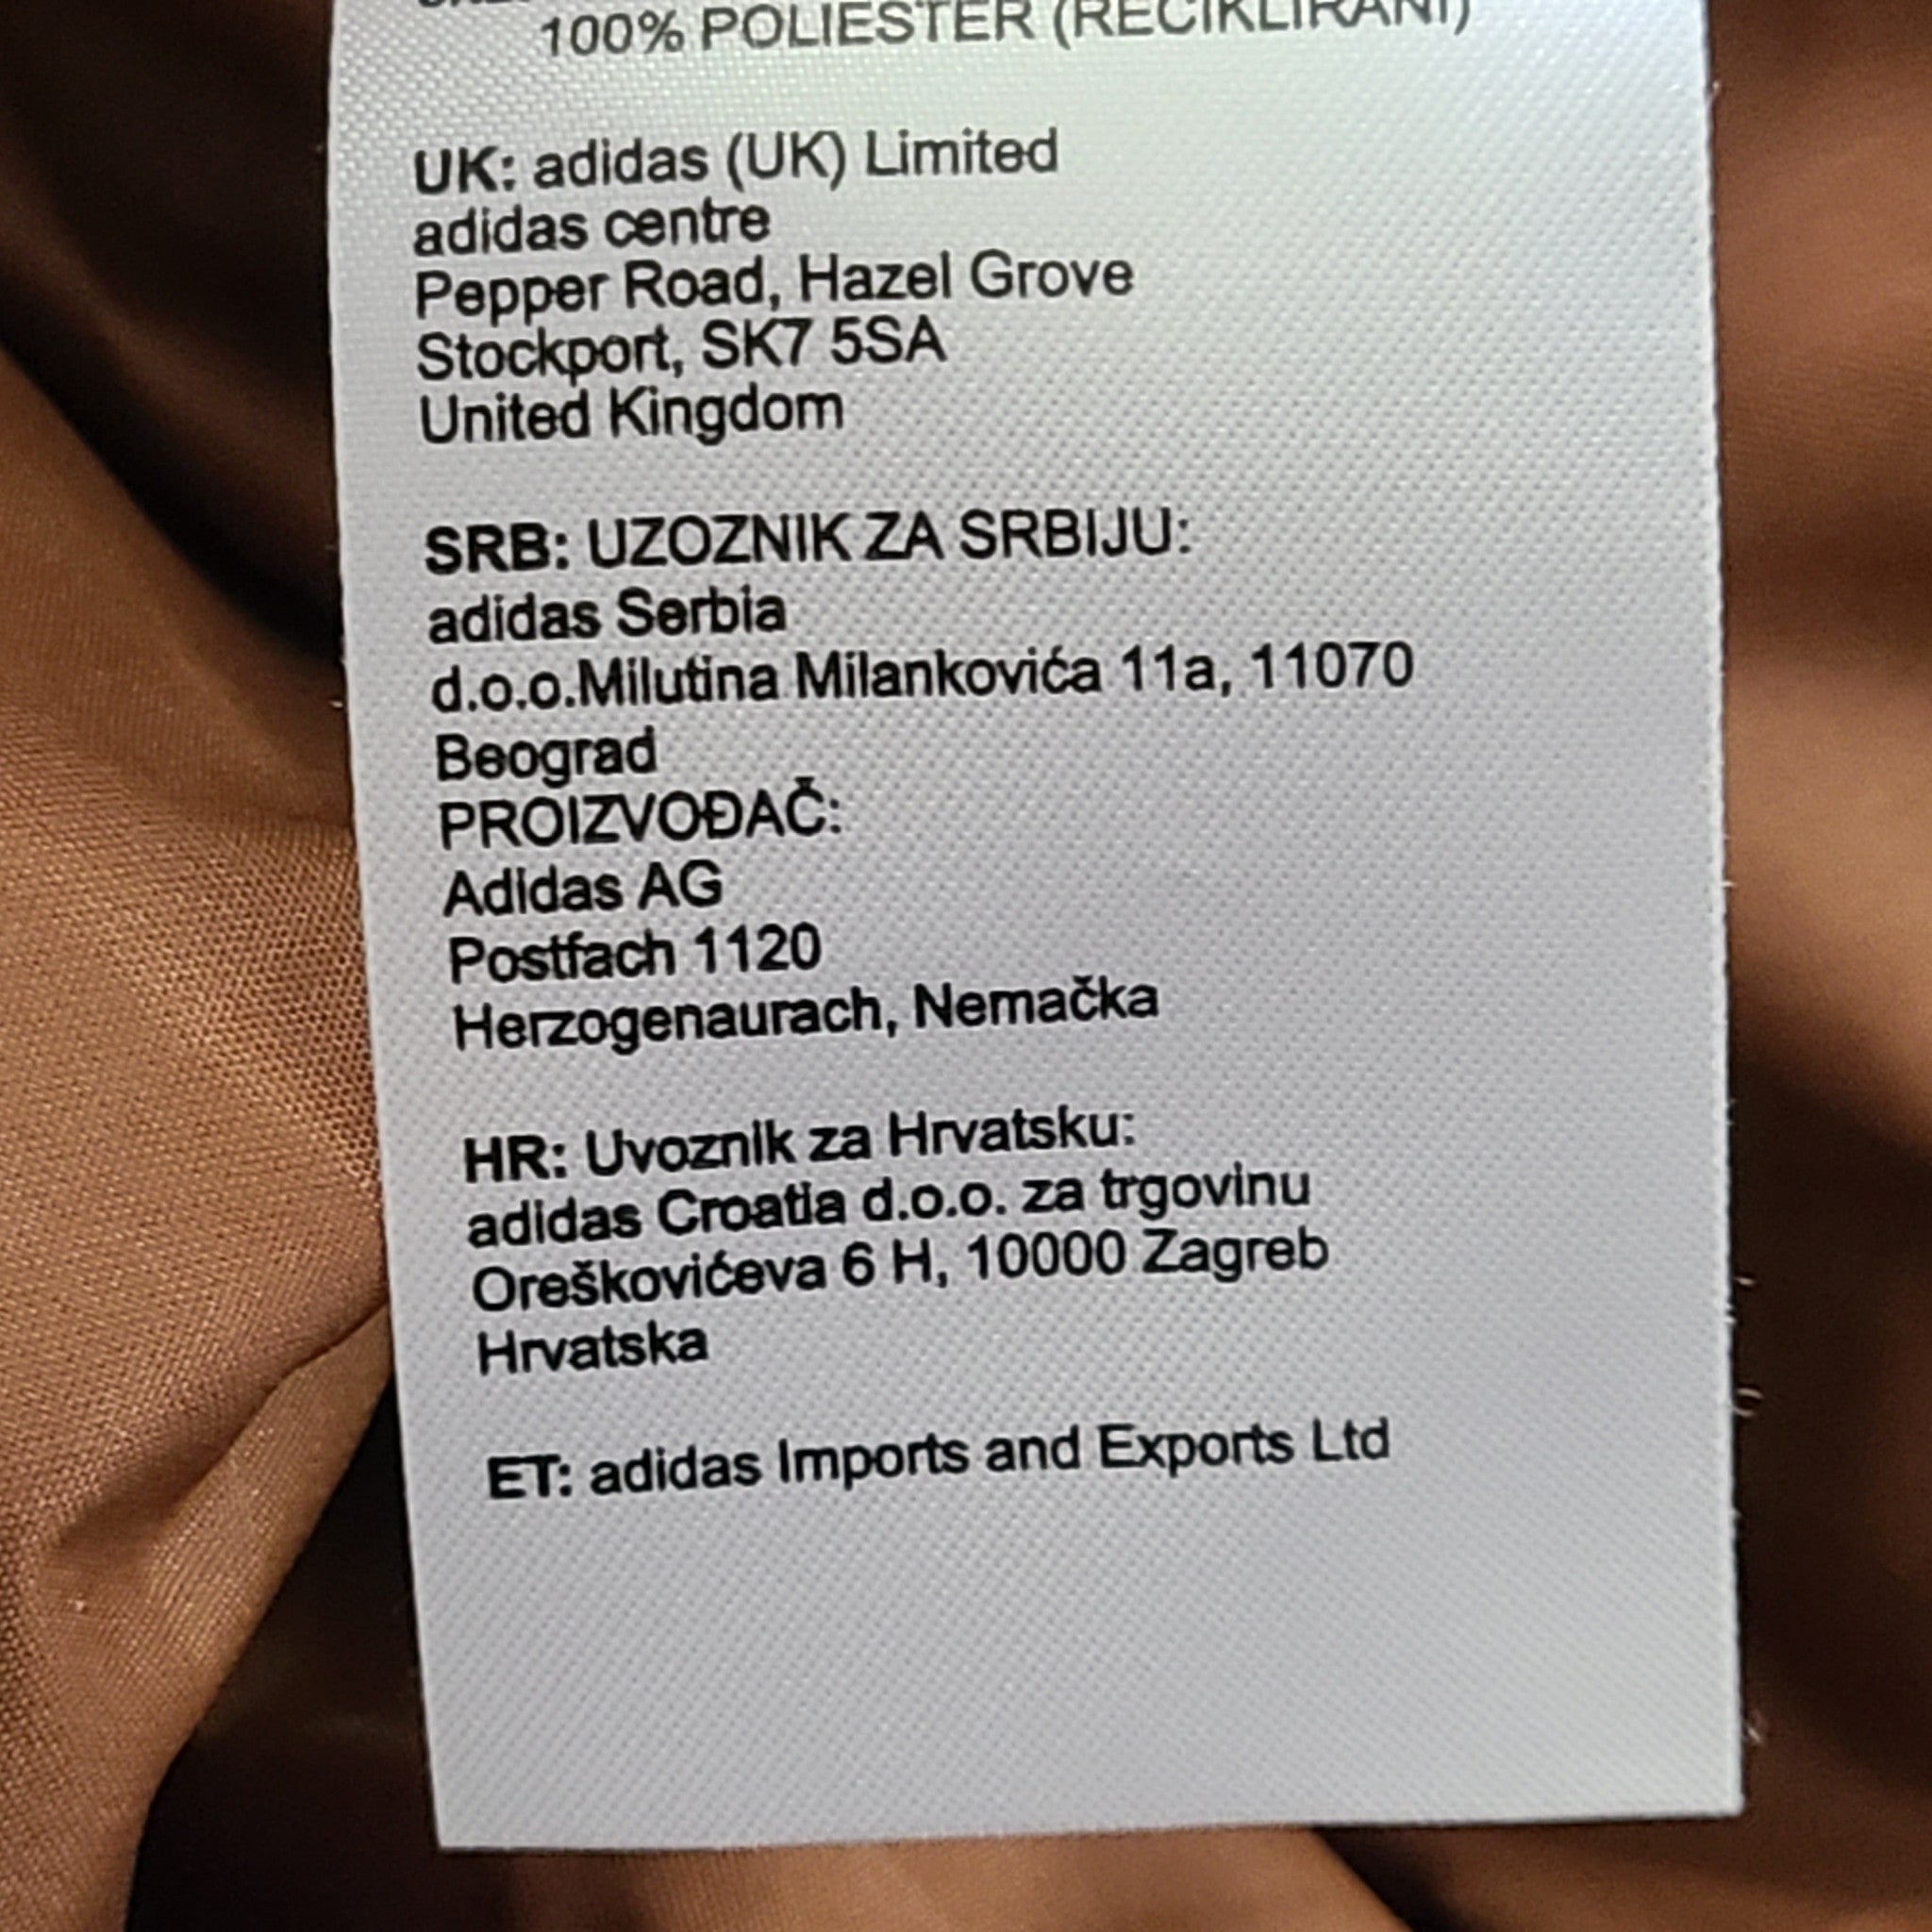 100% POLIESTER (RECIKLIRANI)
UK: adidas (UK) Limited
adidas centre
Pepper Road, Hazel Grove
Stockport, SK7 5SA
United Kingdom
SRB: UZOZNIK ZA SRBIJU:
adidas Serbia
d.o.o.Milutina Milankovića 11a, 11070
Beograd
PROIZVOĐAČ:
Adidas AG
Postfach 1120
Herzogenaurach, Nemačka
HR: Uvoznik za Hrvatsku:
adidas Croatia d.o.o. za trgovinu
Oreškovićeva 6 H, 10000 Zagreb
Hrvatska
ET: adidas Imports and Exports Ltd